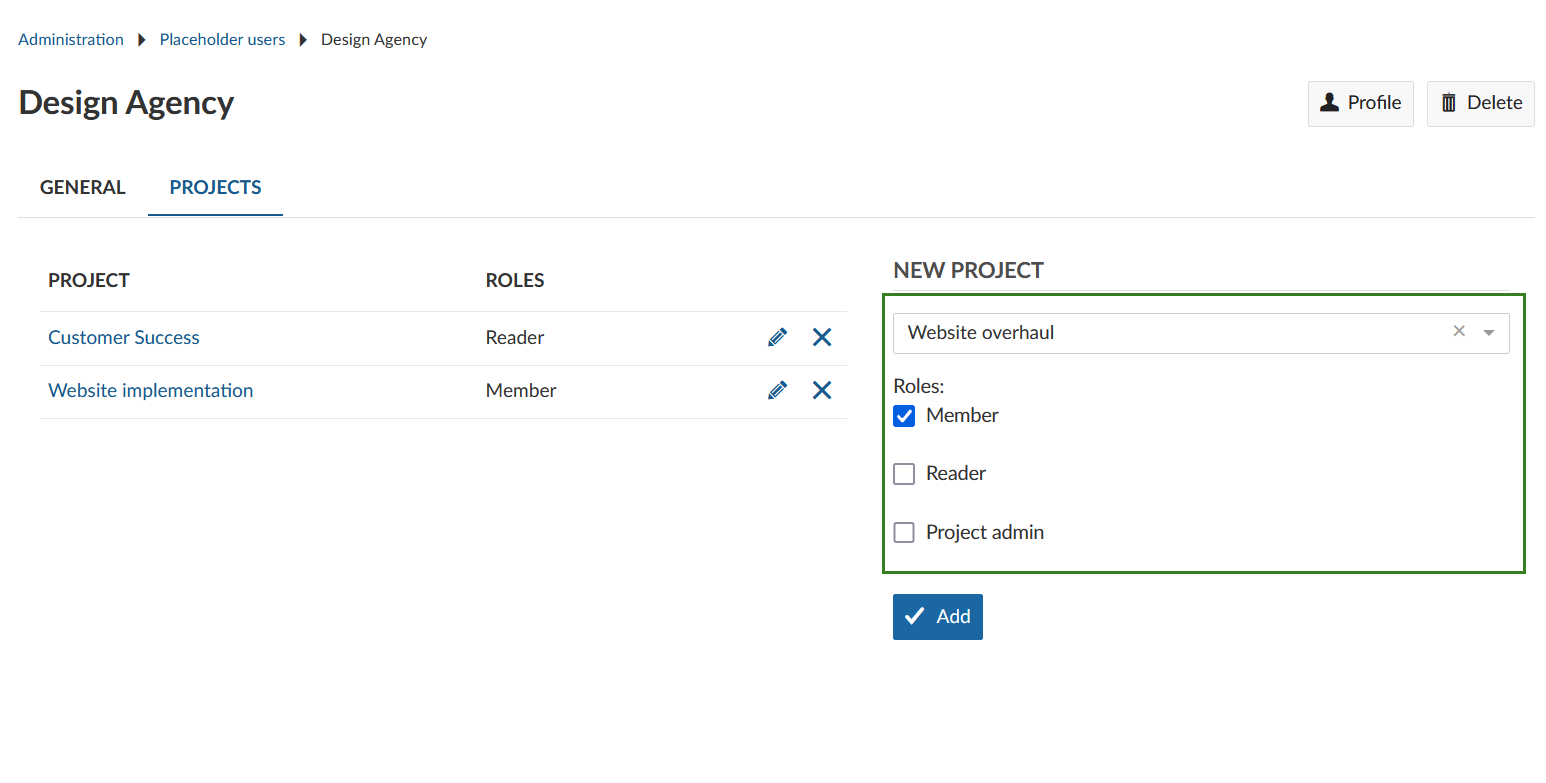 Administration Placeholder users Design Agency
Design Agency
Profile Delete
GENERAL PROJECTS
PROJECT ROLES
Customer Success Reader
Website implementation Member
NEW PROJECT
Website overhaul
Roles:
Member
Reader
Project admin
Add